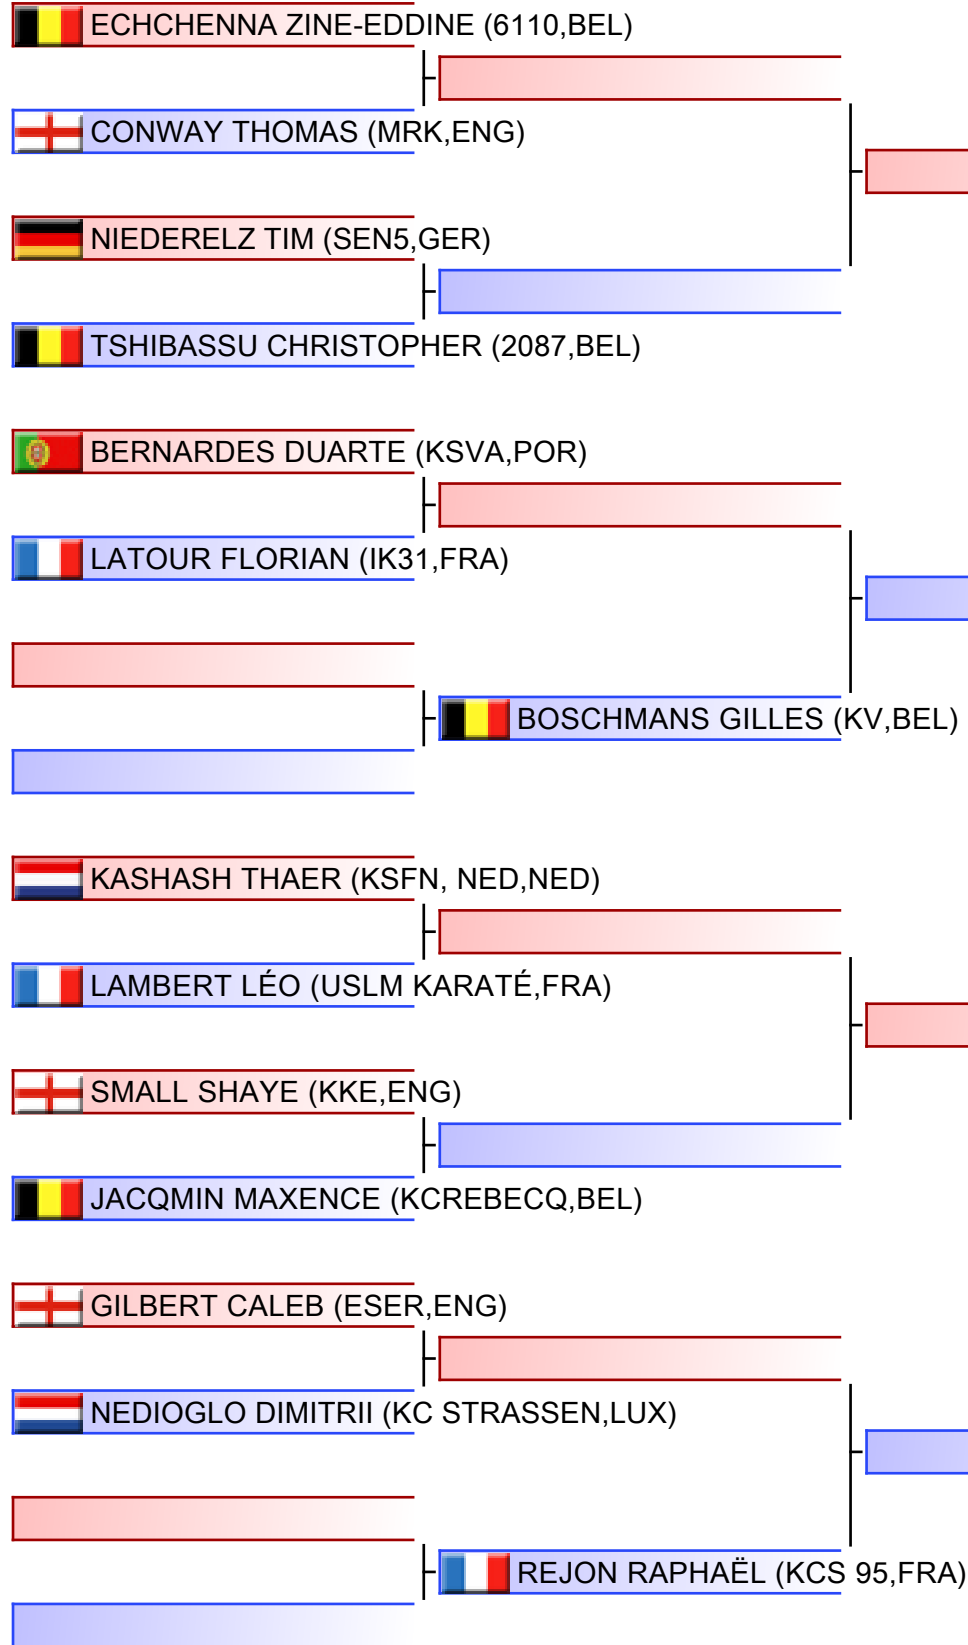 ECHCHENNA ZINE-EDDINE (6110,BEL)
CONWAY THOMAS (MRK,ENG)
NIEDERELZ TIM (SEN5,GER)
TSHIBASSU CHRISTOPHER (2087,BEL)
BERNARDES DUARTE (KSVA,POR)
LATOUR FLORIAN (IK31,FRA)
BOSCHMANS GILLES (KV,BEL)
KASHASH THAER (KSFN, NED,NED)
LAMBERT LÉO (USLM KARATÉ,FRA)
SMALL SHAYE (KKE,ENG)
JACQMIN MAXENCE (KCREBECQ,BEL)
GILBERT CALEB (ESER,ENG)
NEDIOGLO DIMITRII (KC STRASSEN,LUX)
REJON RAPHAËL (KCS 95,FRA)